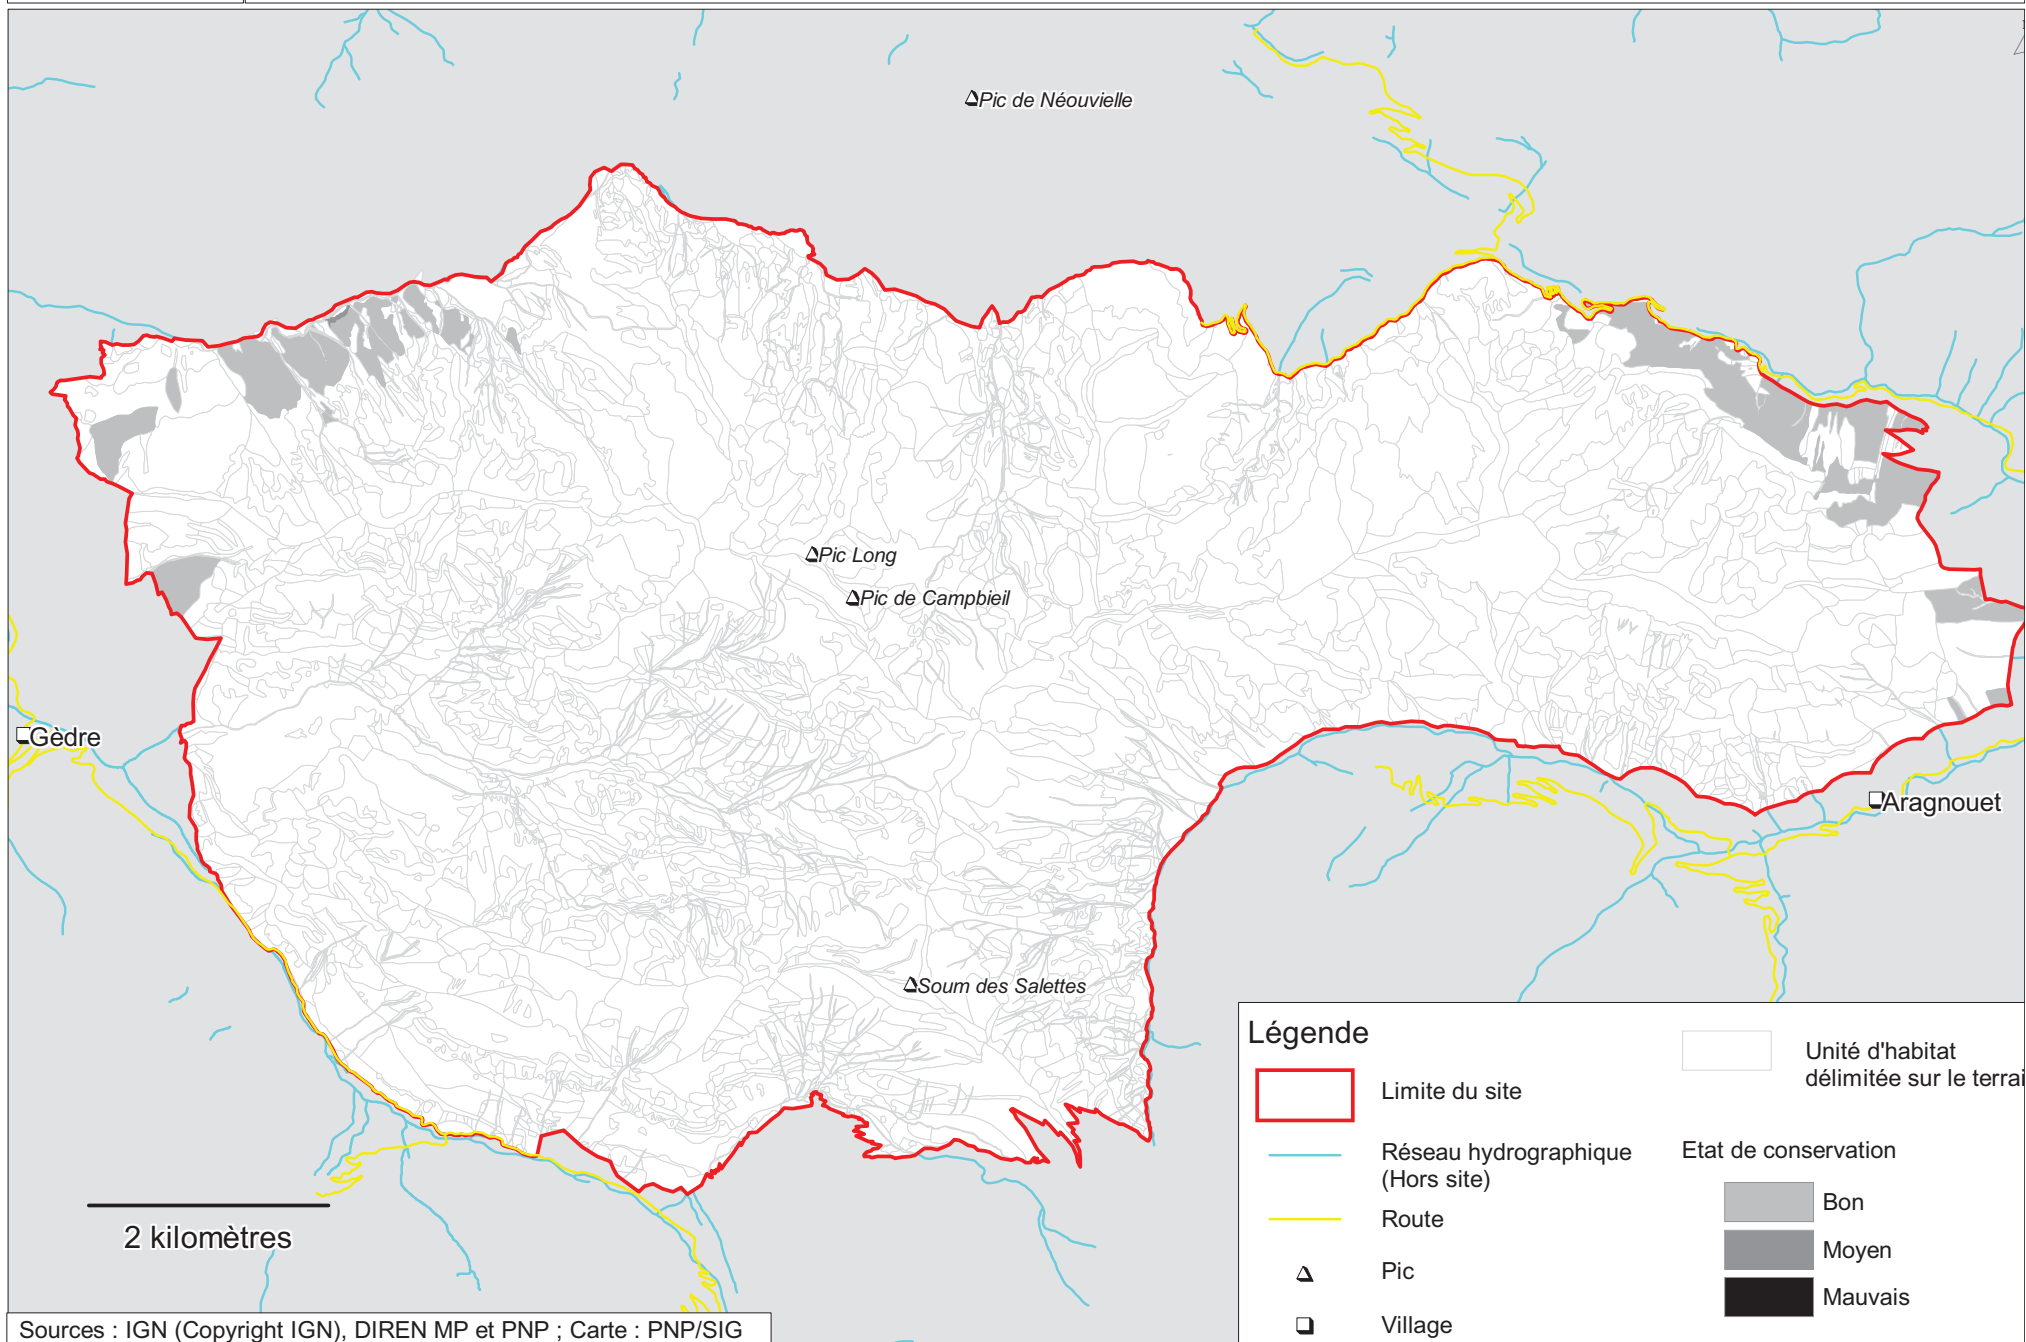 Pic de Néouvielle
Pic Long
Pic de Campbieil
Gèdre
Aragnouet
Soum des Salettes
Légende
Limite du site
Réseau hydrographique
(Hors site)
Route
Pic
Village
Unité d'habitat
délimitée sur le terrai
Etat de conservation
Bon
Moyen
Mauvais
2 kilomètres
Sources : IGN (Copyright IGN), DIREN MP et PNP ; Carte : PNP/SIG